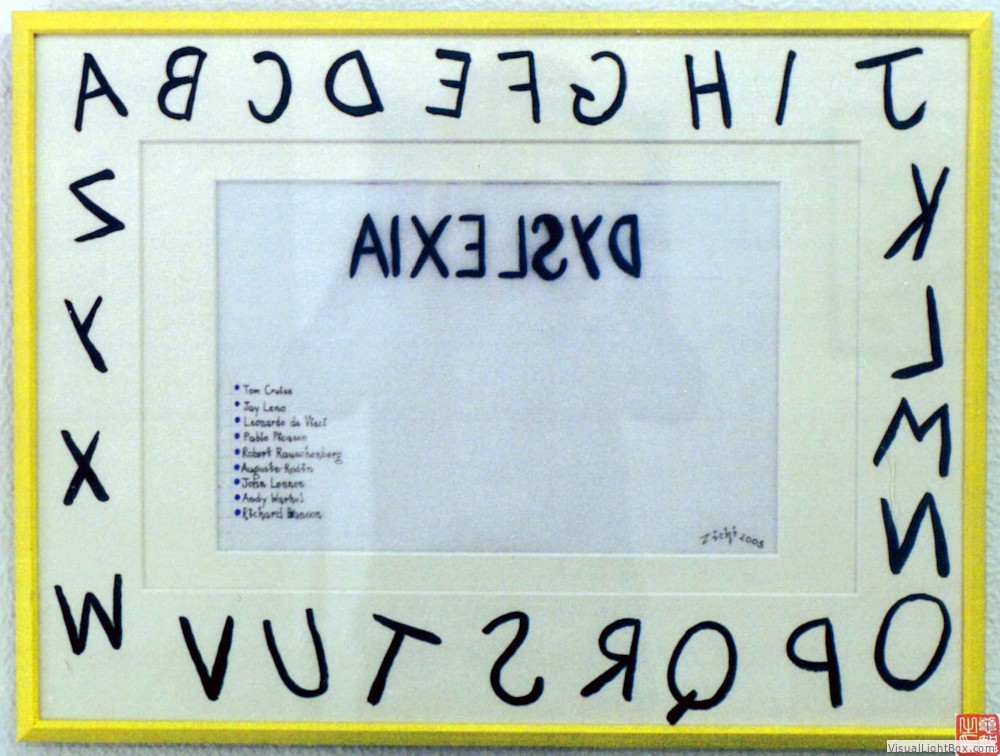 A B C D E F G H I J
K
L
M
N
O
P
Q
R
S
T
U
V
W
X
Y
Z
DYSLEXIA
Tom Cruise
Jay Leno
Leonardo de Vinci
Pablo Picasso
Robert Rauschenberg
Auguste Rodin
John Lennon
Andy Warhol
Richard Branson
Zichi 2005
VisualLightBox.com